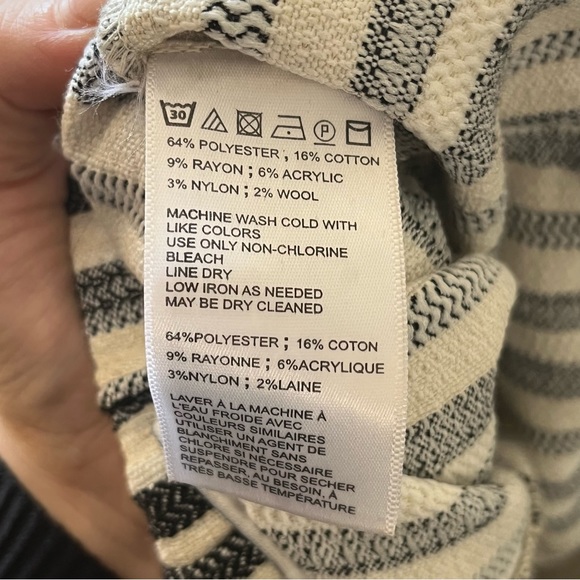 30
P
64% POLYESTER , 16% COTTON
9% RAYON ; 6% ACRYLIC
3% NYLON ; 2% WOOL
MACHINE WASH COLD WITH
LIKE COLORS
USE ONLY NON-CHLORINE
BLEACH
LINE DRY
LOW IRON AS NEEDED
MAY BE DRY CLEANED
64%POLYESTER ; 16% COTON
9% RAYONNE ; 6%ACRYLIQUE
3%NYLON ; 2%LAINE
LAVER À LA MACHINE À
L'EAU FROIDE AVEC
COULEURS SIMILAIRES
UTILISER UN AGENT DE
BLANCHIMENT SANS
CHLORE SI NÉCESSAIRE
SUSPENDRE POUR SECHER
REPASSER, AU BESOIN, À
TRÉS BASSE TEMPÉRATURE